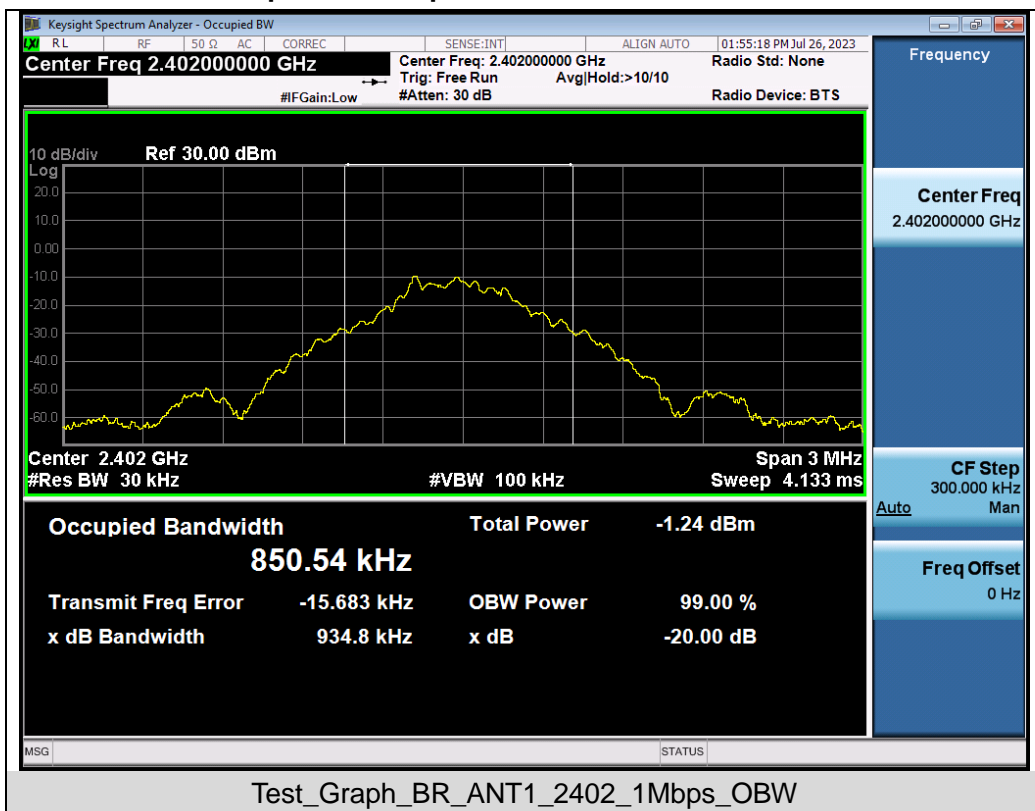 Keysight Spectrum Analyzer - Occupied BW
LXI RL RF 50 Ω AC CORREC SENSE:INT ALIGN AUTO 01:55:18 PM Jul 26, 2023
Center Freq 2.402000000 GHz
Center Freq: 2.402000000 GHz
Radio Std: None
Trig: Free Run Avg|Hold:>10/10
#IFGain:Low #Atten: 30 dB Radio Device: BTS
10 dB/div Ref 30.00 dBm
Log
20.0
10.0
0.00
-10.0
-20.0
-30.0
-40.0
-50.0
-60.0
Center 2.402 GHz Span 3 MHz
#Res BW 30 kHz #VBW 100 kHz Sweep 4.133 ms
Occupied Bandwidth Total Power -1.24 dBm
850.54 kHz
Transmit Freq Error -15.683 kHz OBW Power 99.00 %
x dB Bandwidth 934.8 kHz x dB -20.00 dB
Frequency
Center Freq
2.402000000 GHz
CF Step
300.000 kHz
Auto Man
Freq Offset
0 Hz
MSG STATUS
Test_Graph_BR_ANT1_2402_1Mbps_OBW